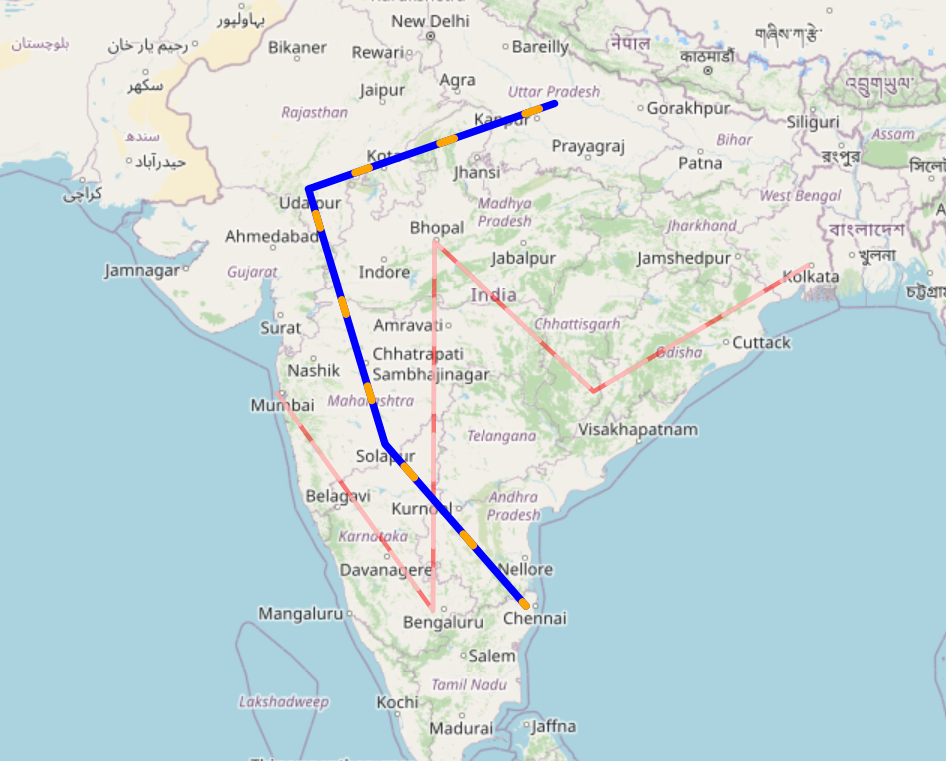 بہاولپور
New Delhi
رحیم یار خان
بلوچستان
Bikaner
Rewari
Bareilly
नेपाल
काठमाडौँ
سکھر
Jaipur
Agra
Uttar Pradesh
Gorakhpur
Rajasthan
Kanpur
Siliguri
Assam
سندھ
حیدرآباد
Kota
Prayagraj
Bihar
Patna
রংপুর
Jhansi
کراچی
Udaipur
Madhya
Pradesh
West Bengal
Ahmedabad
Bhopal
Jharkhand
বাংলাদেশ
Jamnagar
Gujarat
Indore
Jabalpur
Jamshedpur
খুলনা
Kolkata
India
Surat
Amravati
Chhattisgarh
Nashik
Chhatrapati
Sambhajinagar
Odisha
Cuttack
Mumbai
Maharashtra
Visakhapatnam
Telangana
Solapur
Belagavi
Kurnool
Andhra
Pradesh
Karnataka
Davanagere
Nellore
Mangaluru
Bengaluru
Chennai
Salem
Tamil Nadu
Lakshadweep
Kochi
Madurai
Jaffna